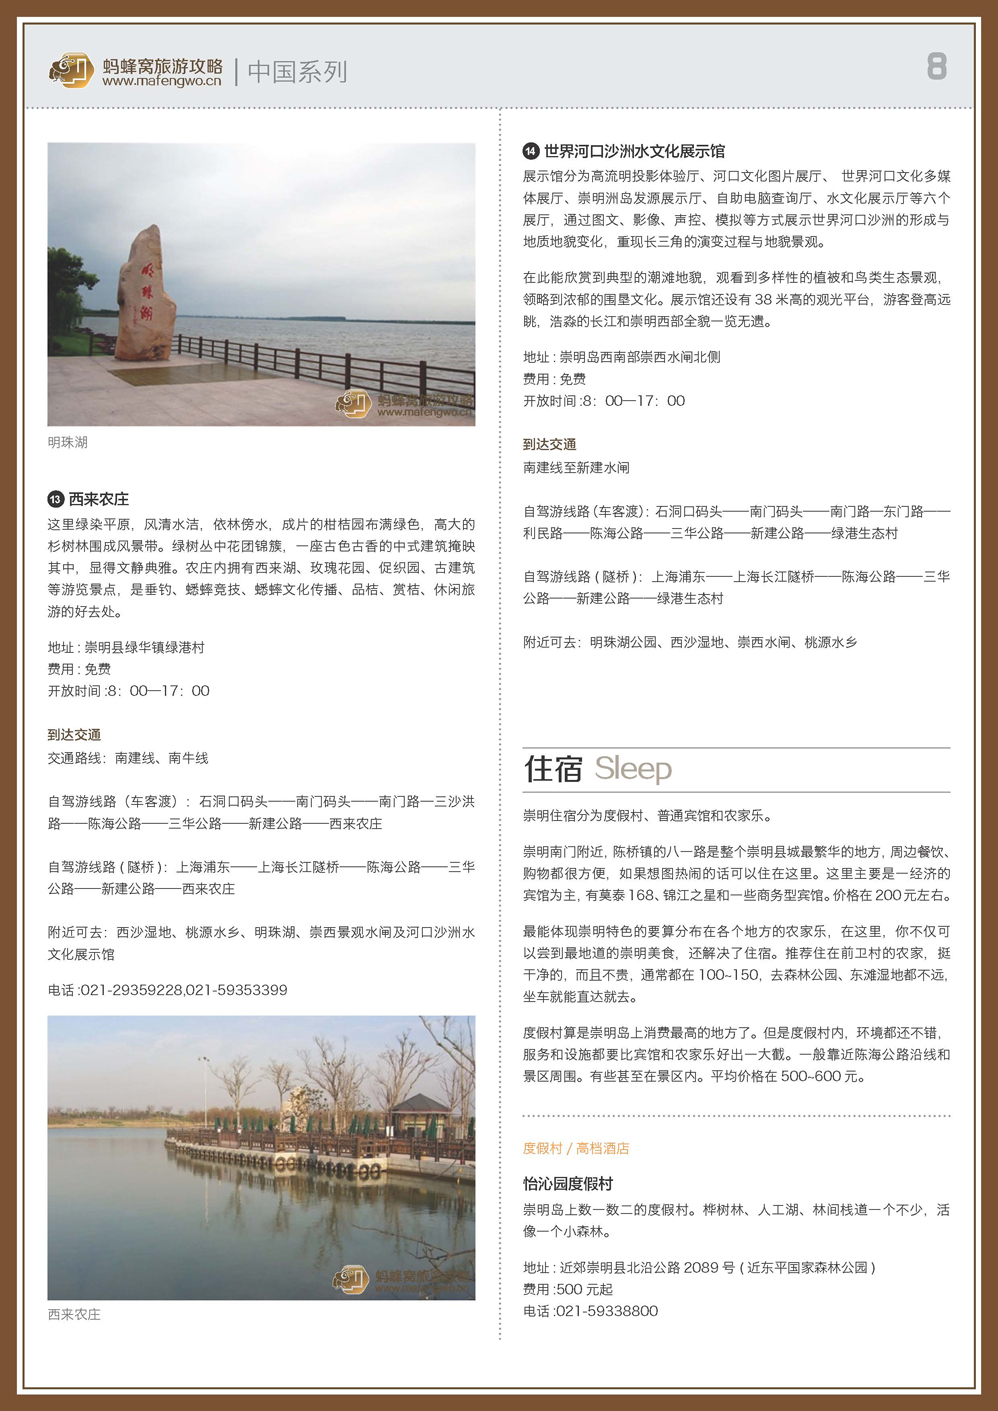 蚂蜂窝旅游攻略
www.mafengwo.cn
中国系列
8
明珠湖
蚂蜂窝旅游攻略
www.mafengwo.cn
明珠湖
13 西来农庄
这里绿染平原，风清水洁，依林傍水，成片的柑桔园布满绿色，高大的
杉树林围成风景带。绿树丛中花团锦簇，一座古色古香的中式建筑掩映
其中，显得文静典雅。农庄内拥有西来湖、玫瑰花园、促织园、古建筑
等游览景点，是垂钓、蟋蟀竞技、蟋蟀文化传播、品桔、赏桔、休闲旅
游的好去处。
地址 : 崇明县绿华镇绿港村
费用 : 免费
开放时间 :8：00—17：00
到达交通
交通路线：南建线、南牛线
自驾游线路（车客渡）：石洞口码头——南门码头——南门路—三沙洪
路——陈海公路——三华公路——新建公路——西来农庄
自驾游线路 ( 隧桥 )：上海浦东——上海长江隧桥——陈海公路——三华
公路——新建公路——西来农庄
附近可去：西沙湿地、桃源水乡、明珠湖、崇西景观水闸及河口沙洲水
文化展示馆
电话 :021-29359228,021-59353399
蚂蜂窝旅游攻略
www.mafengwo.cn
西来农庄
14 世界河口沙洲水文化展示馆
展示馆分为高流明投影体验厅、河口文化图片展厅、 世界河口文化多媒
体展厅、崇明洲岛发源展示厅、自助电脑查询厅、水文化展示厅等六个
展厅，通过图文、影像、声控、模拟等方式展示世界河口沙洲的形成与
地质地貌变化，重现长三角的演变过程与地貌景观。
在此能欣赏到典型的潮滩地貌，观看到多样性的植被和鸟类生态景观，
领略到浓郁的围垦文化。展示馆还设有 38 米高的观光平台，游客登高远
眺，浩淼的长江和崇明西部全貌一览无遗。
地址 : 崇明岛西南部崇西水闸北侧
费用 : 免费
开放时间 :8：00—17：00
到达交通
南建线至新建水闸
自驾游线路（车客渡）：石洞口码头——南门码头——南门路—东门路——
利民路——陈海公路——三华公路——新建公路——绿港生态村
自驾游线路 ( 隧桥 )：上海浦东——上海长江隧桥——陈海公路——三华
公路——新建公路——绿港生态村
附近可去：明珠湖公园、西沙湿地、崇西水闸、桃源水乡
住宿 Sleep
崇明住宿分为度假村、普通宾馆和农家乐。
崇明南门附近，陈桥镇的八一路是整个崇明县城最繁华的地方，周边餐饮、
购物都很方便，如果想图热闹的话可以住在这里。这里主要是一经济的
宾馆为主，有莫泰 168、锦江之星和一些商务型宾馆。价格在 200 元左右。
最能体现崇明特色的要算分布在各个地方的农家乐，在这里，你不仅可
以尝到最地道的崇明美食，还解决了住宿。推荐住在前卫村的农家，挺
干净的，而且不贵，通常都在 100~150，去森林公园、东滩湿地都不远，
坐车就能直达就去。
度假村算是崇明岛上消费最高的地方了。但是度假村内，环境都还不错，
服务和设施都要比宾馆和农家乐好出一大截。一般靠近陈海公路沿线和
景区周围。有些甚至在景区内。平均价格在 500~600 元。
度假村 / 高档酒店
怡沁园度假村
崇明岛上数一数二的度假村。桦树林、人工湖、林间栈道一个不少，活
像一个小森林。
地址 : 近郊崇明县北沿公路 2089 号 ( 近东平国家森林公园 )
费用 :500 元起
电话 :021-59338800